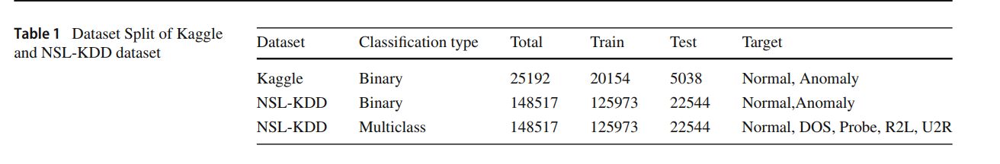 Table 1 Dataset Split of Kaggle
and NSL-KDD dataset
Dataset Classification type Total Train Test Target
Kaggle Binary 25192 20154 5038 Normal, Anomaly
NSL-KDD Binary 148517 125973 22544 Normal,Anomaly
NSL-KDD Multiclass 148517 125973 22544 Normal, DOS, Probe, R2L, U2R